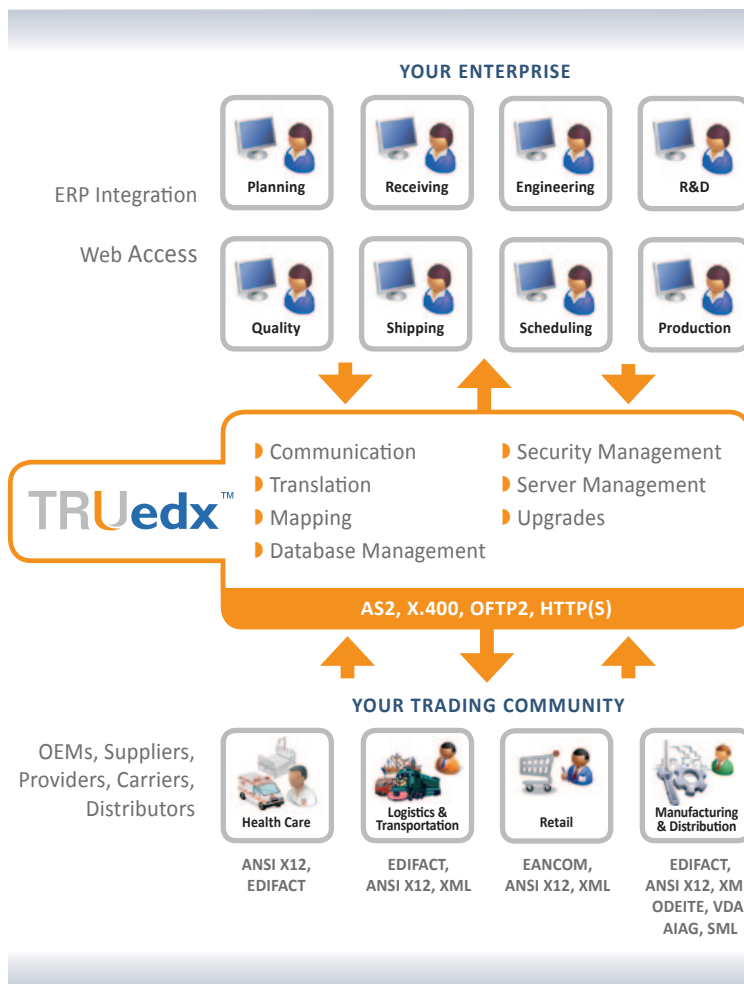 YOUR ENTERPRISE
ERP Integration
Planning
Receiving
Engineering
R&D
Web Access
Quality
Shipping
Scheduling
Production
TRUedx™
Communication
Translation
Mapping
Database Management
Security Management
Server Management
Upgrades
AS2, X.400, OFTP2, HTTP(S)
YOUR TRADING COMMUNITY
OEMs, Suppliers,
Providers, Carriers,
Distributors
Health Care
Logistics &
Transportation
Retail
Manufacturing
& Distribution
ANSI X12,
EDIFACT
EDIFACT,
ANSI X12, XML
EANCOM,
ANSI X12, XML
EDIFACT,
ANSI X12,
ODEITE, VDA
AIAG, SML